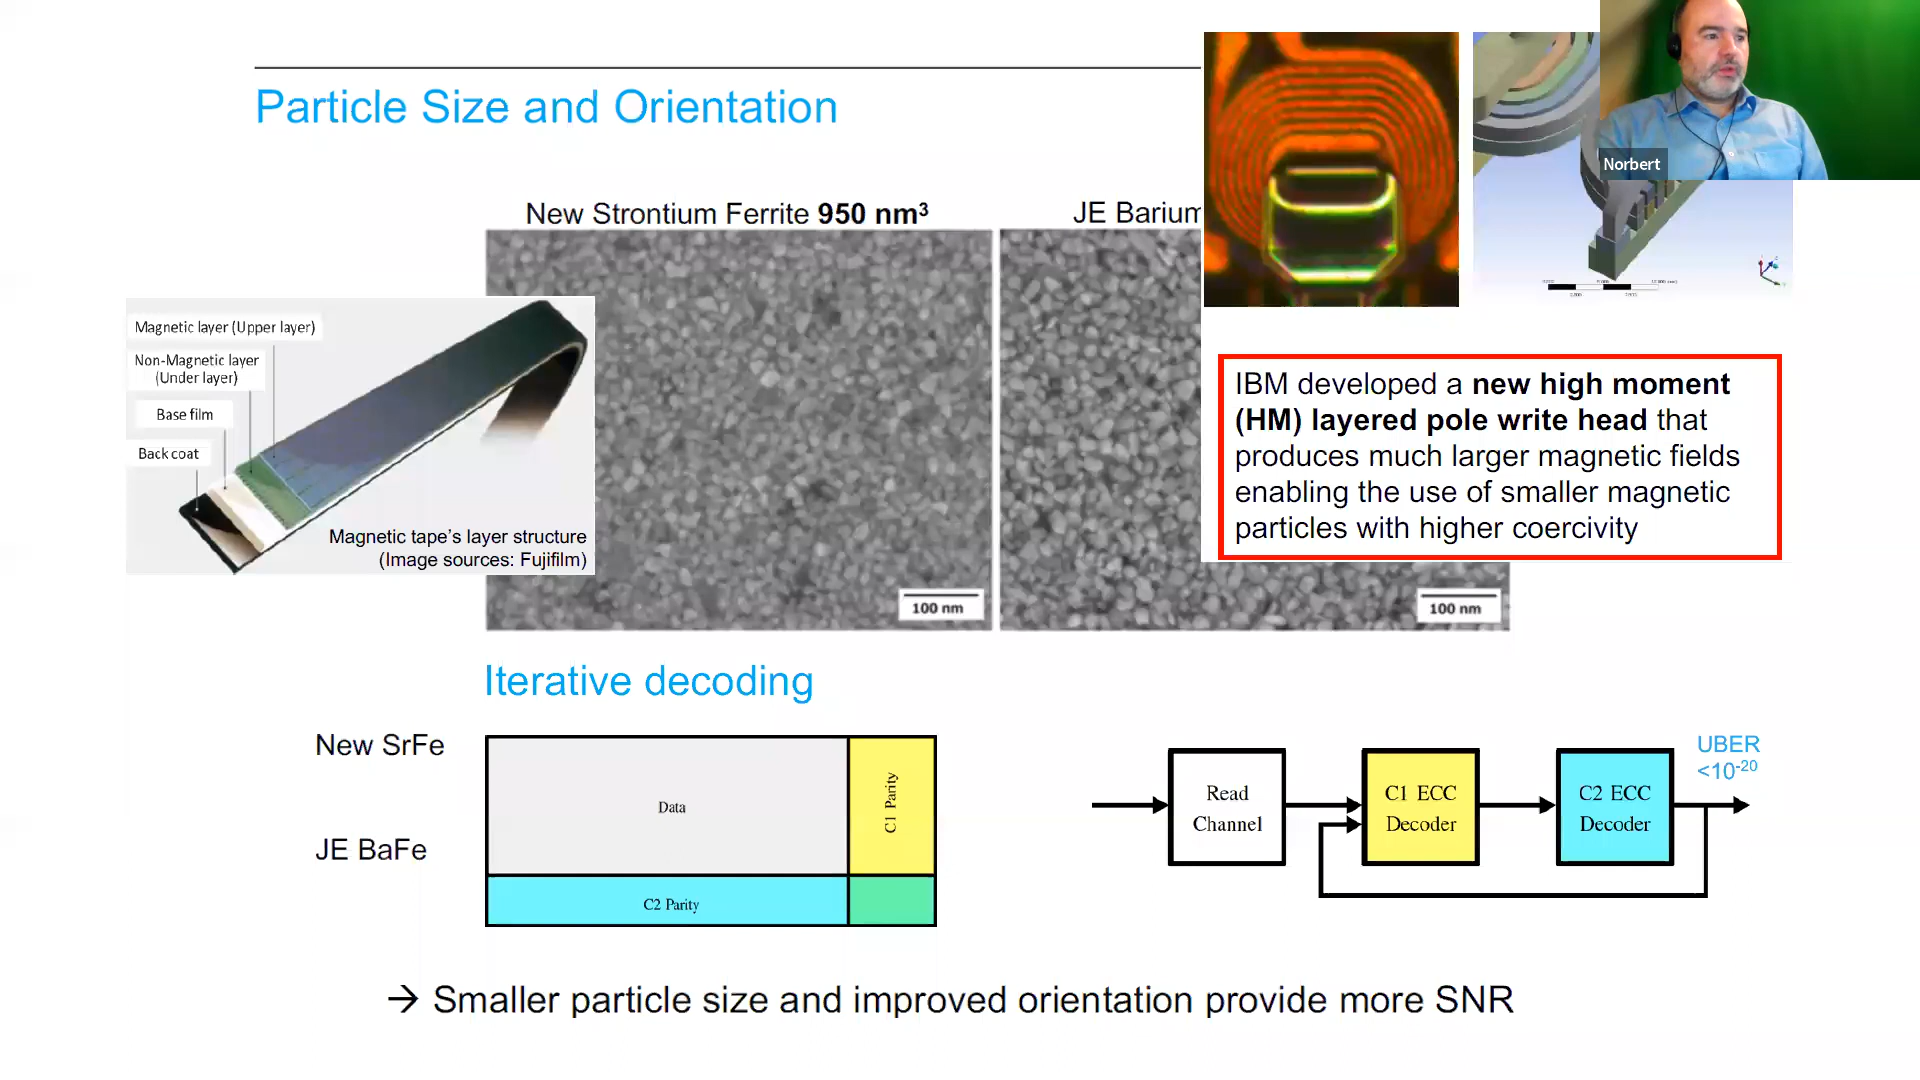 Particle Size and Orientation
Norbert
New Strontium Ferrite 950 nm³
JE Barium
Magnetic layer (Upper layer)
Non-Magnetic layer
(Under layer)
Base film
Back coat
Magnetic tape's layer structure
(Image sources: Fujifilm)
100 nm
100 nm
IBM developed a new high moment
(HM) layered pole write head that
produces much larger magnetic fields
enabling the use of smaller magnetic
particles with higher coercivity
Iterative decoding
New SrFe
JE BaFe
Data
C1 Parity
C2 Parity
Read
Channel
C1 ECC
Decoder
C2 ECC
Decoder
UBER
<10⁻²⁰
→ Smaller particle size and improved orientation provide more SNR